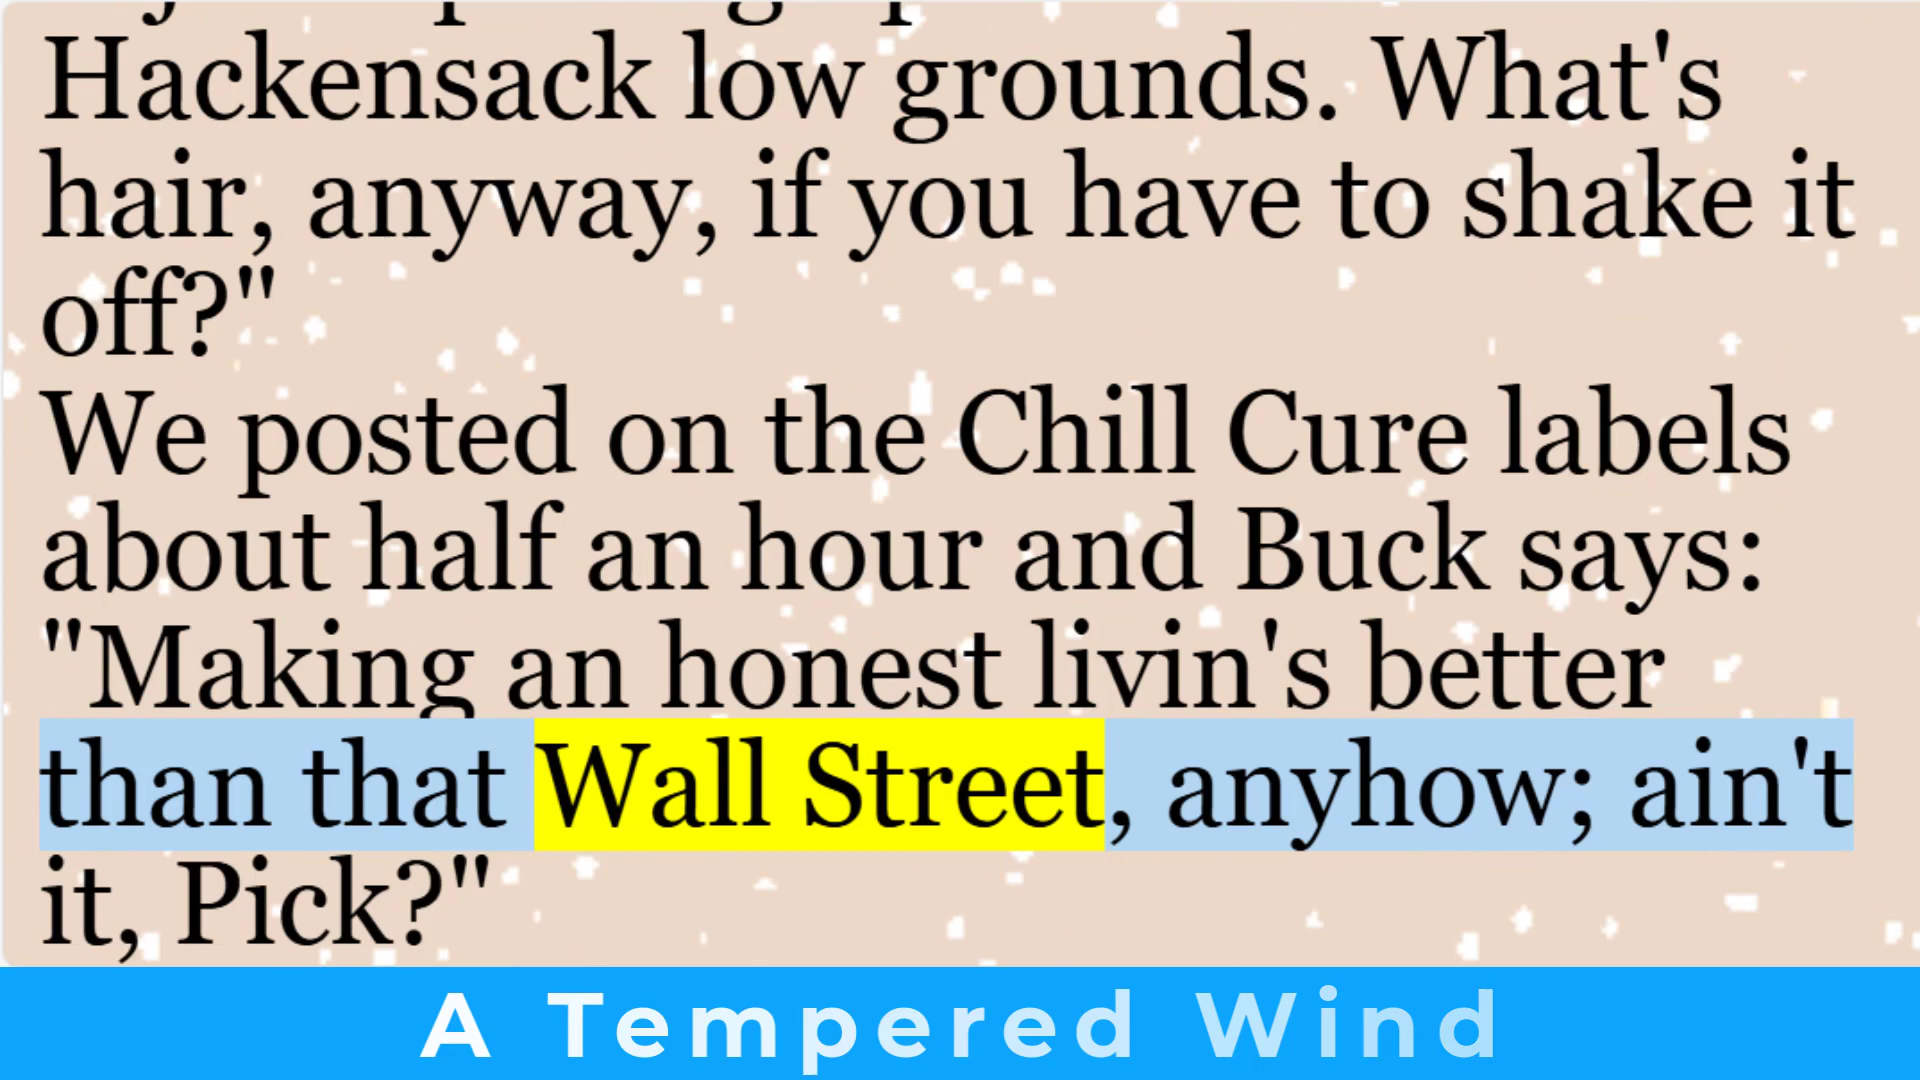 Hackensack low grounds. What's
hair, anyway, if you have to shake it
off?"
We posted on the Chill Cure labels
about half an hour and Buck says:
"Making an honest livin's better
than that Wall Street, anyhow; ain't
it, Pick?"
A Tempered Wind